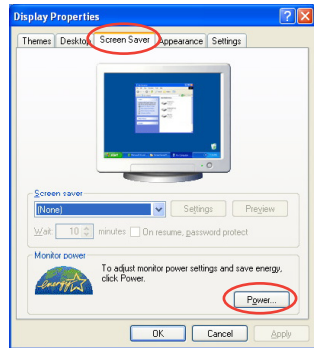 Display Properties
Themes Desktop Screen Saver Appearance Settings
Screen saver
(None) Settings Preview
Wait: 10 minutes On resume, password protect
Monitor power
To adjust monitor power settings and save energy,
click Power.
energy
Power...
OK Cancel Apply